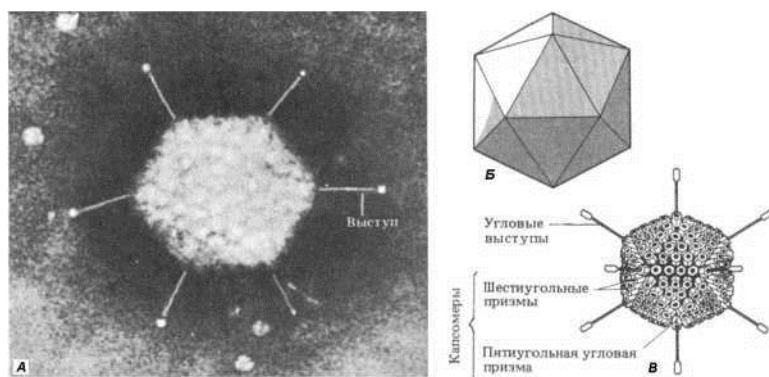 Выступ
А
Б
Угловые
выступы
Капсомеры
Шестиугольные
призмы
Пятиугольная угловая
призма
В